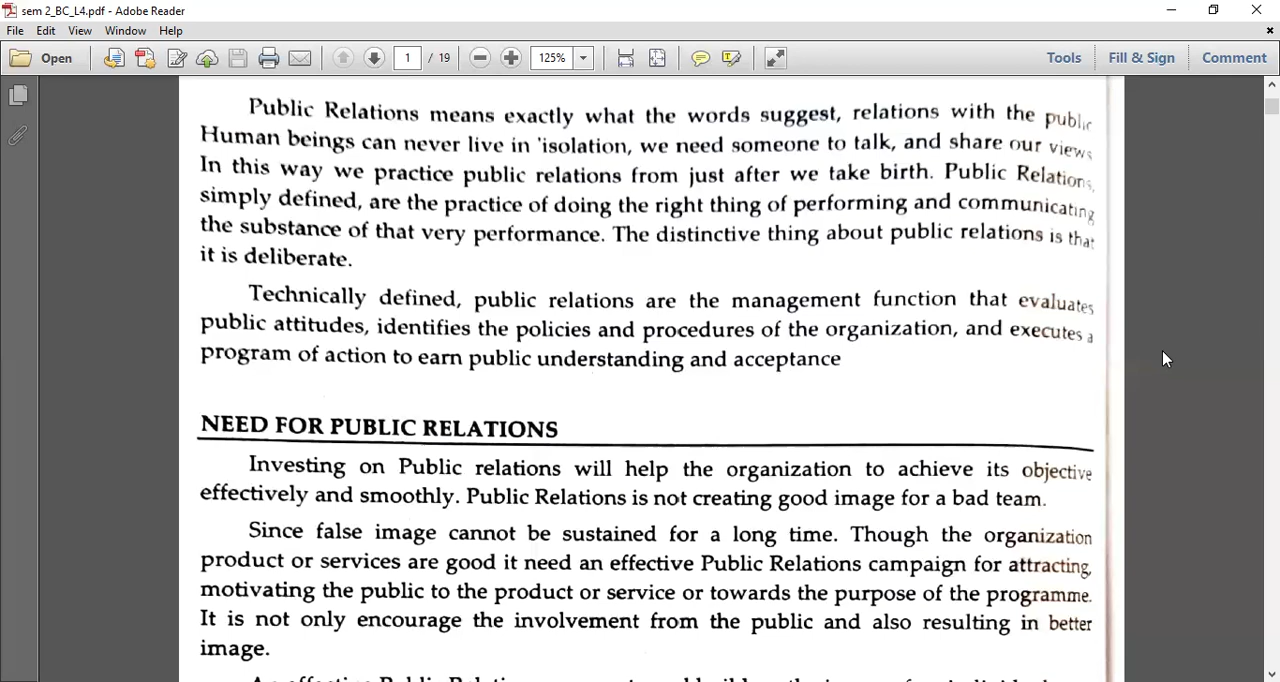 sem 2_BC_L4.pdf - Adobe Reader
File Edit View Window Help
Open 1 / 19 125% Tools Fill & Sign Comment
Public Relations means exactly what the words suggest, relations with the public
Human beings can never live in 'isolation, we need someone to talk, and share our views
In this way we practice public relations from just after we take birth. Public Relations,
simply defined, are the practice of doing the right thing of performing and communicating
the substance of that very performance. The distinctive thing about public relations is that
it is deliberate.
Technically defined, public relations are the management function that evaluates
public attitudes, identifies the policies and procedures of the organization, and executes a
program of action to earn public understanding and acceptance
NEED FOR PUBLIC RELATIONS
Investing on Public relations will help the organization to achieve its objective
effectively and smoothly. Public Relations is not creating good image for a bad team.
Since false image cannot be sustained for a long time. Though the organization
product or services are good it need an effective Public Relations campaign for attracting,
motivating the public to the product or service or towards the purpose of the programme.
It is not only encourage the involvement from the public and also resulting in better
image.